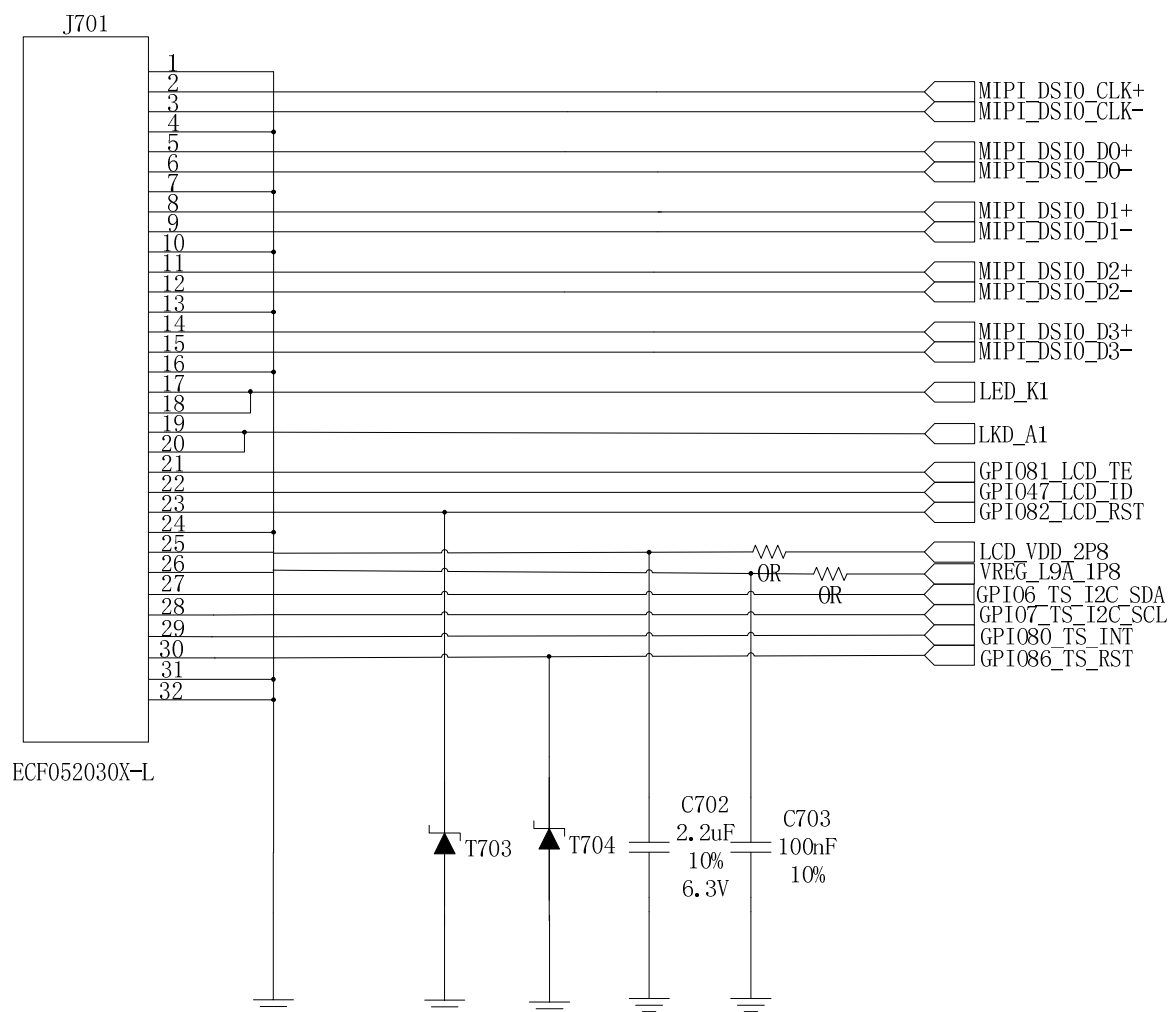 J701
1
2
3
4
5
6
7
8
9
10
11
12
13
14
15
16
17
18
19
20
21
22
23
24
25
26
27
28
29
30
31
32
ECF052030X-L
MIPI_DSI0_CLK+
MIPI_DSI0_CLK-
MIPI_DSI0_D0+
MIPI_DSI0_D0-
MIPI_DSI0_D1+
MIPI_DSI0_D1-
MIPI_DSI0_D2+
MIPI_DSI0_D2-
MIPI_DSI0_D3+
MIPI_DSI0_D3-
LED_K1
LKD_A1
GPIO81_LCD_TE
GPIO47_LCD_ID
GPIO82_LCD_RST
LCD_VDD_2P8
0R
VREG_L9A_1P8
0R
GPIO6_TS_I2C_SDA
GPIO7_TS_I2C_SCL
GPIO80_TS_INT
GPIO86_TS_RST
T703
T704
C702
2.2uF
10%
6.3V
C703
100nF
10%